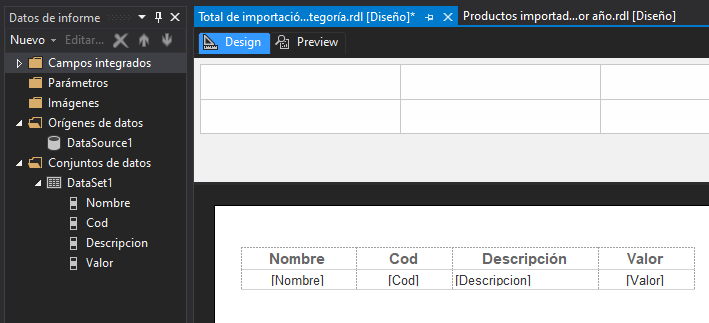 Datos de informe
Nuevo Editar...
Campos integrados
Parámetros
Imágenes
Orígenes de datos
DataSource1
Conjuntos de datos
DataSet1
Nombre
Cod
Descripcion
Valor
Total de importació...tegoría.rdl [Diseño]*
Productos importad...or año.rdl [Diseño]
Design
Preview
Nombre Cod Descripción Valor
[Nombre] [Cod] [Descripcion] [Valor]